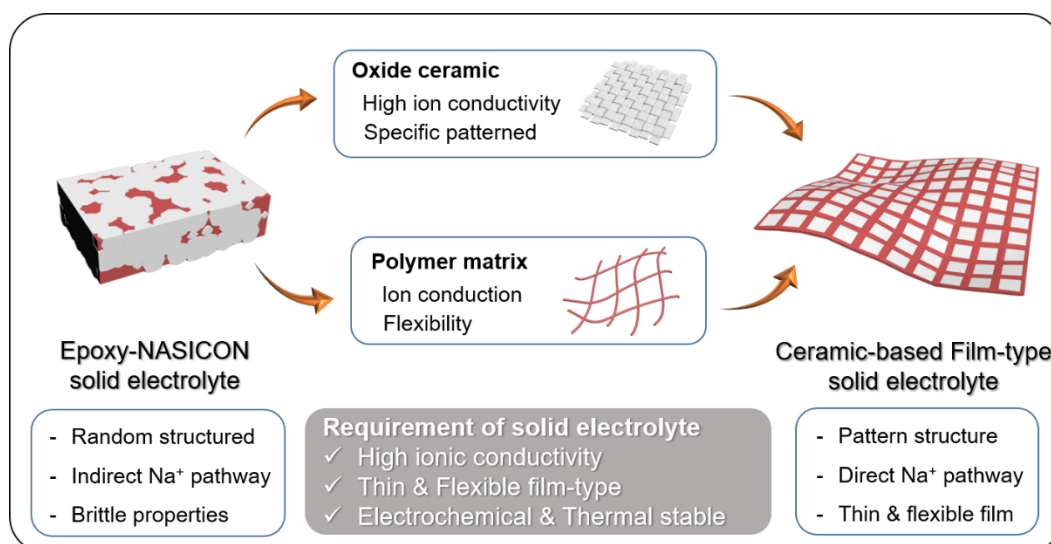 Oxide ceramic
High ion conductivity
Specific patterned
Polymer matrix
Ion conduction
Flexibility
Epoxy-NASICON
solid electrolyte
- Random structured
- Indirect Na⁺ pathway
- Brittle properties
Requirement of solid electrolyte
✓ High ionic conductivity
✓ Thin & Flexible film-type
✓ Electrochemical & Thermal stable
Ceramic-based Film-type
solid electrolyte
- Pattern structure
- Direct Na⁺ pathway
- Thin & flexible film